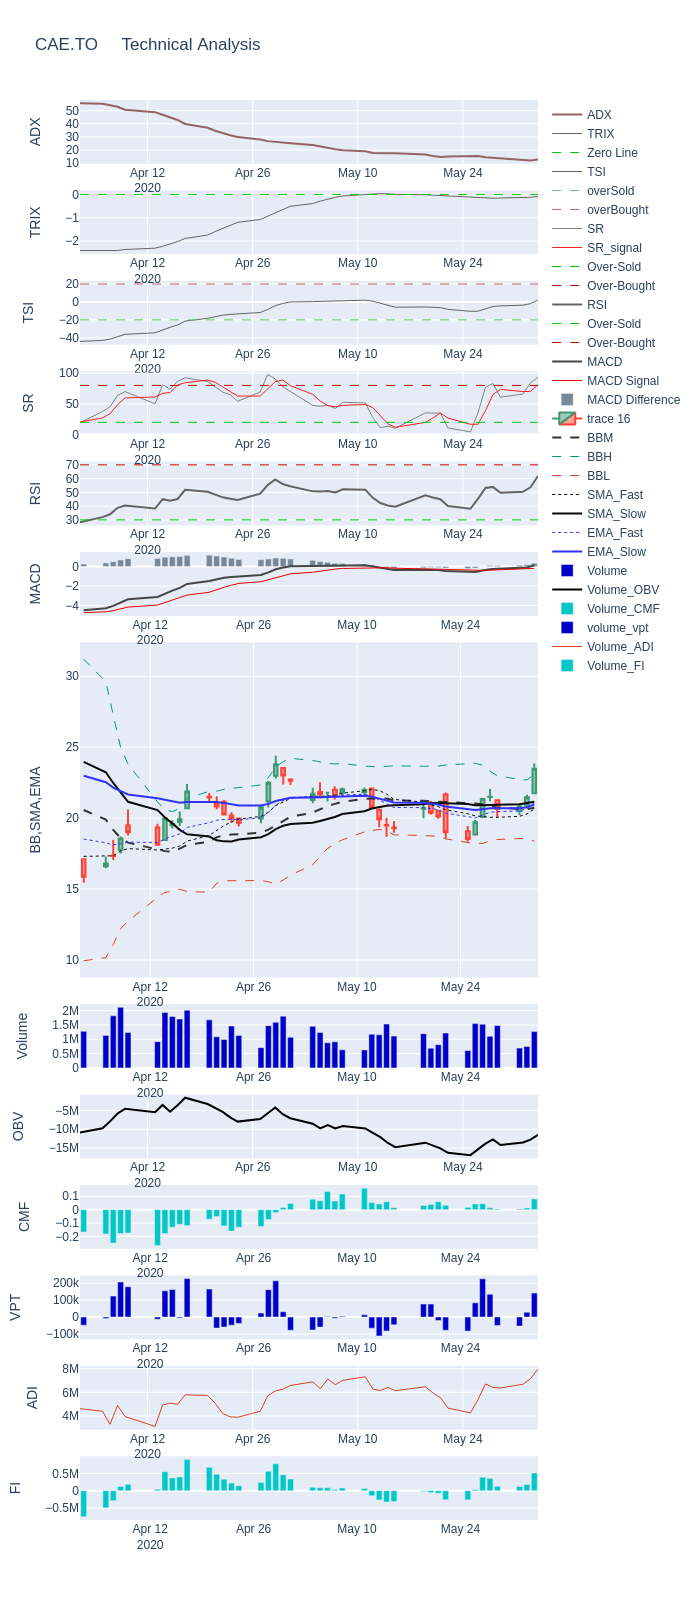 CAE.TO Technical Analysis
ADX
50
40
30
20
10
Apr 12
2020
Apr 26
May 10
May 24
TRIX
0
−1
−2
Apr 12
2020
Apr 26
May 10
May 24
TSI
20
0
−20
−40
Apr 12
2020
Apr 26
May 10
May 24
SR
100
50
0
Apr 12
2020
Apr 26
May 10
May 24
RSI
70
60
50
40
30
Apr 12
2020
Apr 26
May 10
May 24
MACD
0
−2
−4
Apr 12
2020
Apr 26
May 10
May 24
BB,SMA,EMA
30
25
20
15
10
Apr 12
2020
Apr 26
May 10
May 24
Volume
2M
1.5M
1M
0.5M
0
Apr 12
2020
Apr 26
May 10
May 24
OBV
−5M
−10M
−15M
Apr 12
2020
Apr 26
May 10
May 24
CMF
0.1
0
−0.1
−0.2
Apr 12
2020
Apr 26
May 10
May 24
VPT
200k
100k
0
−100k
Apr 12
2020
Apr 26
May 10
May 24
ADI
8M
6M
4M
Apr 12
2020
Apr 26
May 10
May 24
FI
0.5M
0
−0.5M
Apr 12
2020
Apr 26
May 10
May 24
ADX
TRIX
Zero Line
TSI
overSold
overBought
SR
SR_signal
Over-Sold
Over-Bought
RSI
Over-Sold
Over-Bought
MACD
MACD Signal
MACD Difference
trace 16
BBM
BBH
BBL
SMA_Fast
SMA_Slow
EMA_Fast
EMA_Slow
Volume
Volume_OBV
Volume_CMF
volume_vpt
Volume_ADI
Volume_FI